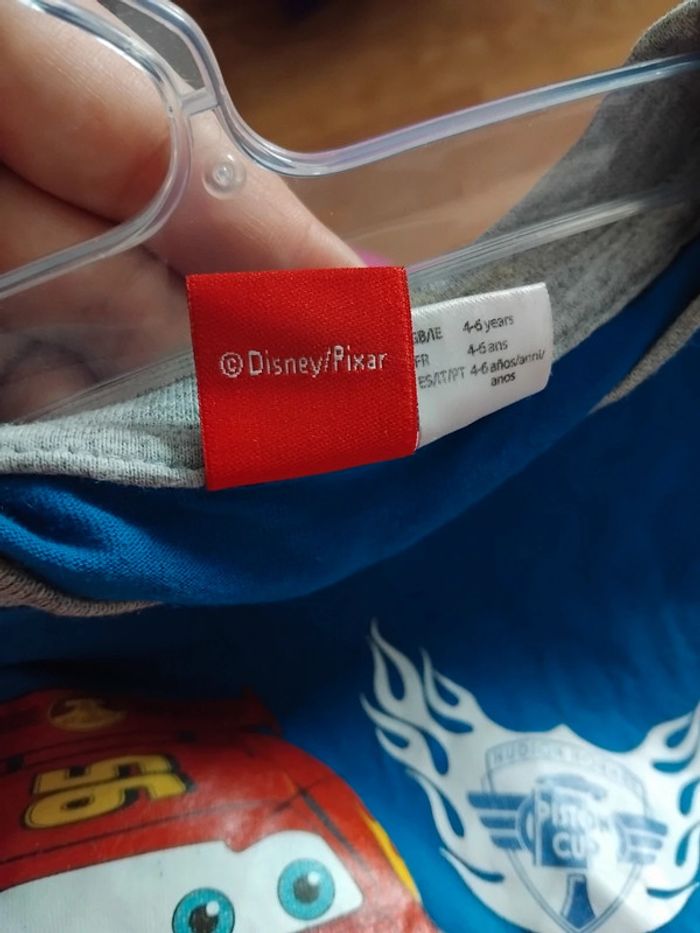 ©Disney/Pixar
GB/IE 4-6 years
FR 4-6 ans
ES/IT/PT 4-6 años/anni/
anos
95
PISTON
CUP